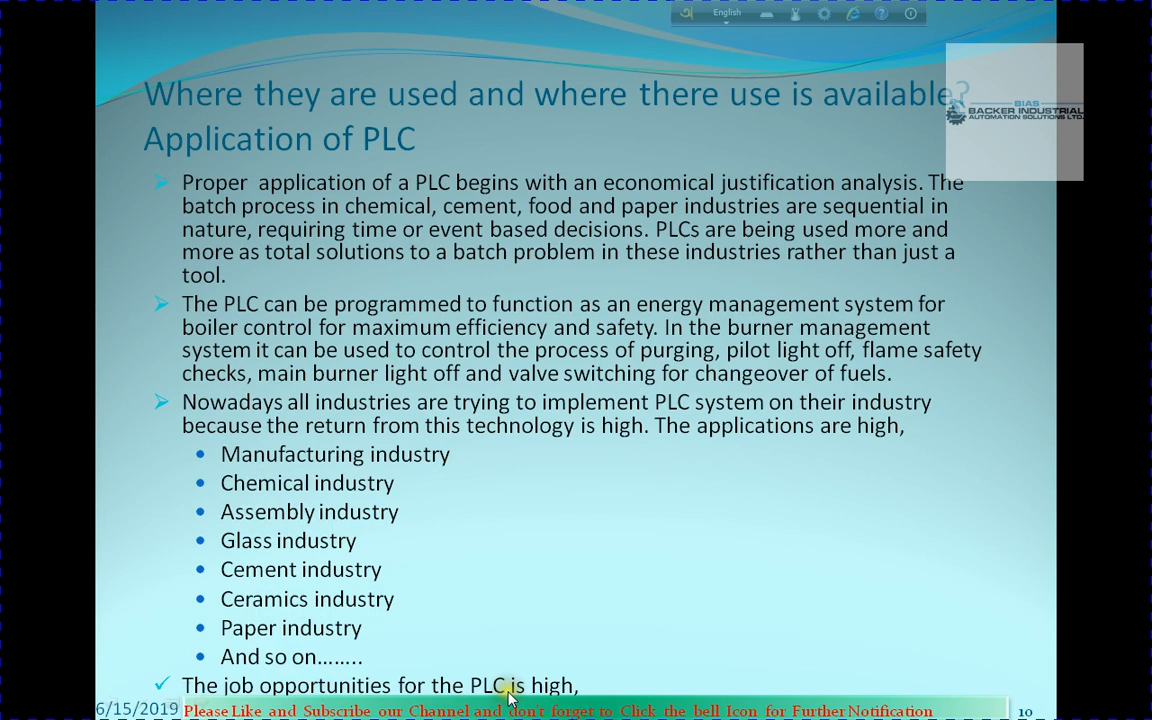 English
Where they are used and where there use is available?
BIAS
BACKER INDUSTRIAL
AUTOMATION SOLUTIONS LTD.
Application of PLC
Proper application of a PLC begins with an economical justification analysis. The
batch process in chemical, cement, food and paper industries are sequential in
nature, requiring time or event based decisions. PLCs are being used more and
more as total solutions to a batch problem in these industries rather than just a
tool.
The PLC can be programmed to function as an energy management system for
boiler control for maximum efficiency and safety. In the burner management
system it can be used to control the process of purging, pilot light off, flame safety
checks, main burner light off and valve switching for changeover of fuels.
Nowadays all industries are trying to implement PLC system on their industry
because the return from this technology is high. The applications are high,
Manufacturing industry
Chemical industry
Assembly industry
Glass industry
Cement industry
Ceramics industry
Paper industry
And so on........
The job opportunities for the PLC is high,
6/15/2019 Please Like and Subscribe our Channel and don't forget to Click the bell Icon for Further Notification 10